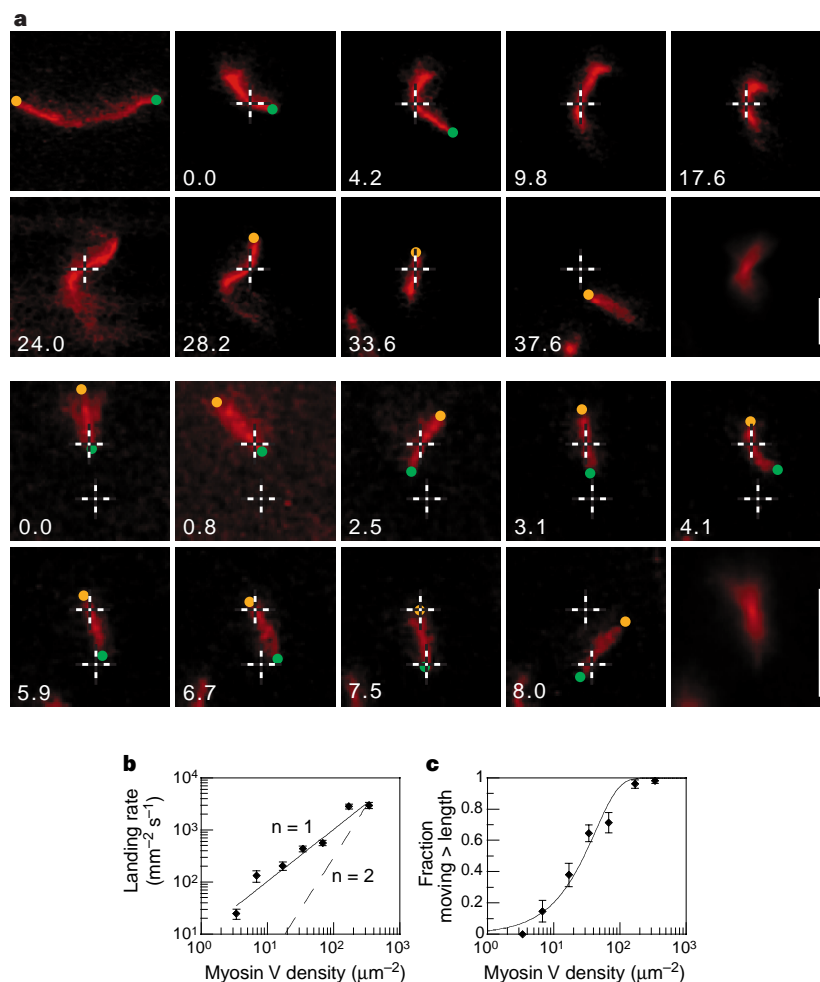 a
0.0 4.2 9.8 17.6
24.0 28.2 33.6 37.6
0.0 0.8 2.5 3.1 4.1
5.9 6.7 7.5 8.0
b
Landing rate
(mm⁻² s⁻¹)
10⁴
10³
10²
10¹
n = 1
n = 2
10⁰ 10¹ 10² 10³
Myosin V density (μm⁻²)
c
Fraction
moving > length
1
0.8
0.6
0.4
0.2
0
10⁰ 10¹ 10² 10³
Myosin V density (μm⁻²)